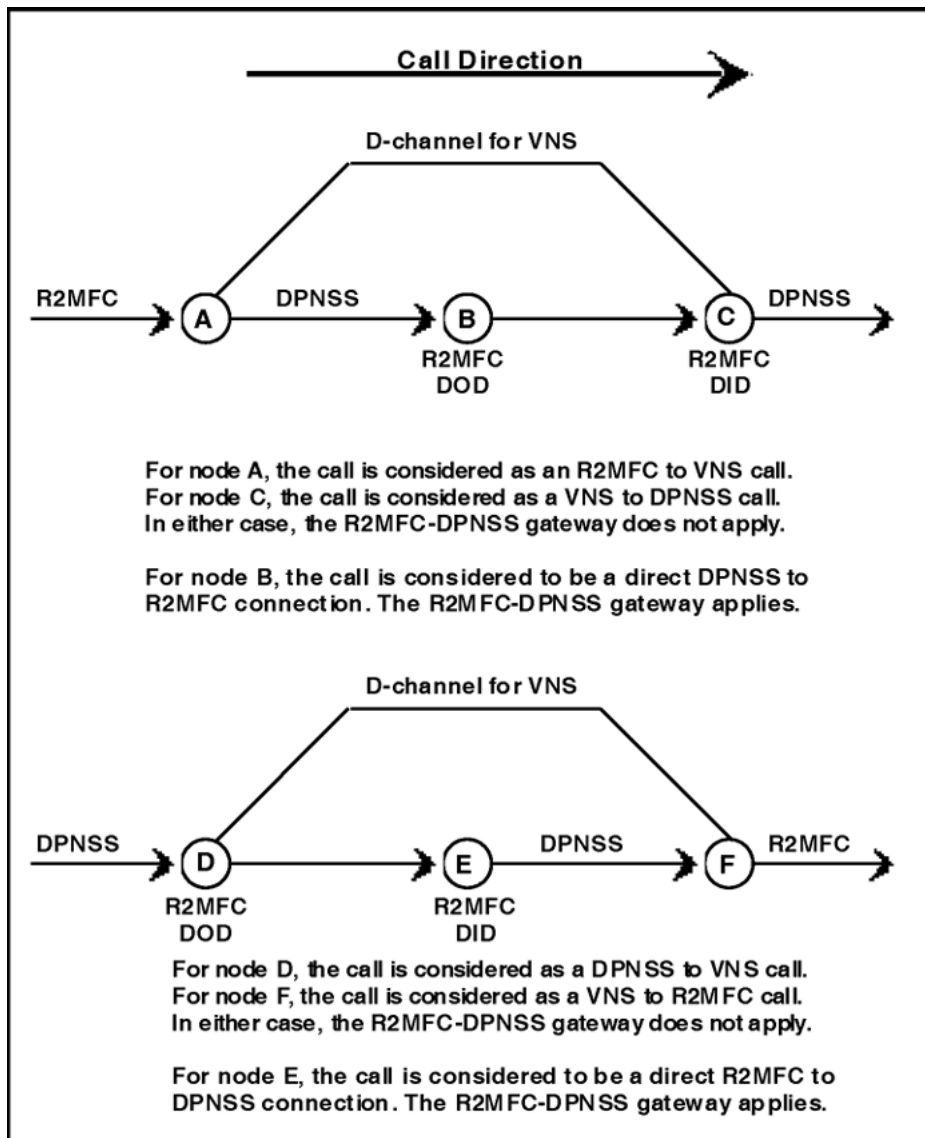 Call Direction
D-channel for VNS
R2MFC
DPNSS
DPNSS
A
B
C
R2MFC
DOD
R2MFC
DID
For node A, the call is considered as an R2MFC to VNS call.
For node C, the call is considered as a VNS to DPNSS call.
In either case, the R2MFC-DPNSS gateway does not apply.
For node B, the call is considered to be a direct DPNSS to
R2MFC connection. The R2MFC-DPNSS gateway applies.
D-channel for VNS
DPNSS
DPNSS
R2MFC
D
E
F
R2MFC
DOD
R2MFC
DID
For node D, the call is considered as a DPNSS to VNS call.
For node F, the call is considered as a VNS to R2MFC call.
In either case, the R2MFC-DPNSS gateway does not apply.
For node E, the call is considered to be a direct R2MFC to
DPNSS connection. The R2MFC-DPNSS gateway applies.